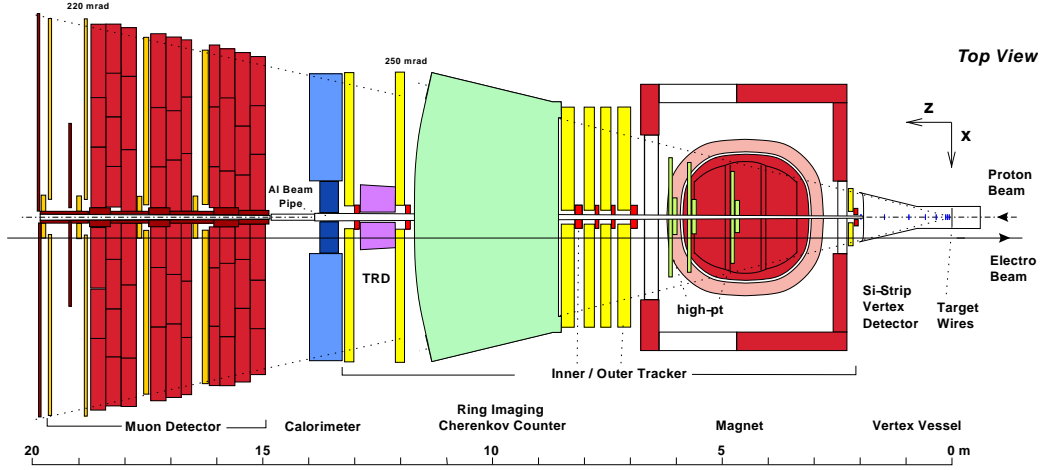 220 mrad
250 mrad
Top View
z
x
Al Beam
Pipe
Proton
Beam
TRD
Electro
Beam
high-pt
Si-Strip
Vertex
Detector
Target
Wires
Inner / Outer Tracker
Muon Detector
Calorimeter
Ring Imaging
Cherenkov Counter
Magnet
Vertex Vessel
20 15 10 5 0 m